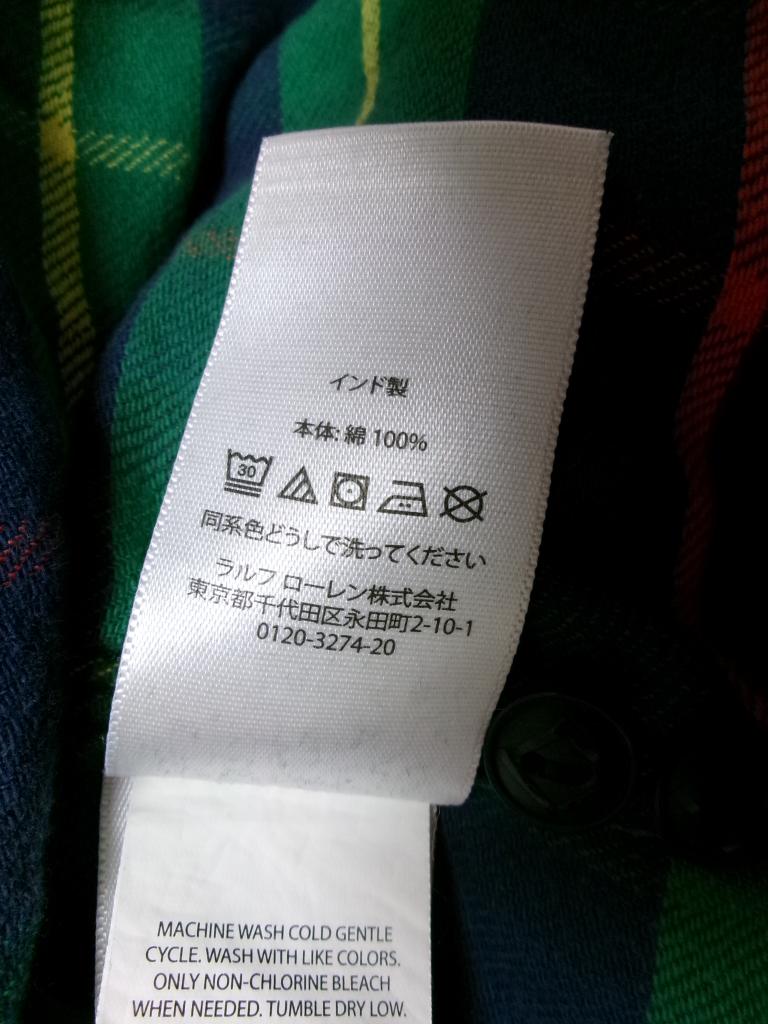 インド製
本体: 綿 100%
30
同系色どうしで洗ってください
ラルフ ローレン株式会社
東京都千代田区永田町2-10-1
0120-3274-20
MACHINE WASH COLD GENTLE
CYCLE. WASH WITH LIKE COLORS.
ONLY NON-CHLORINE BLEACH
WHEN NEEDED. TUMBLE DRY LOW.